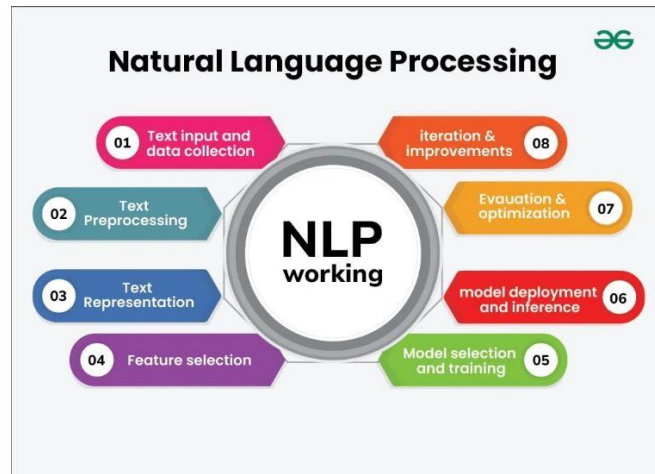 Natural Language Processing
01
Text input and
data collection
02
Text
Preprocessing
03
Text
Representation
04
Feature selection
NLP
working
iteration &
improvements
08
Evauation &
optimization
07
model deployment
and inference
06
Model selection
and training
05